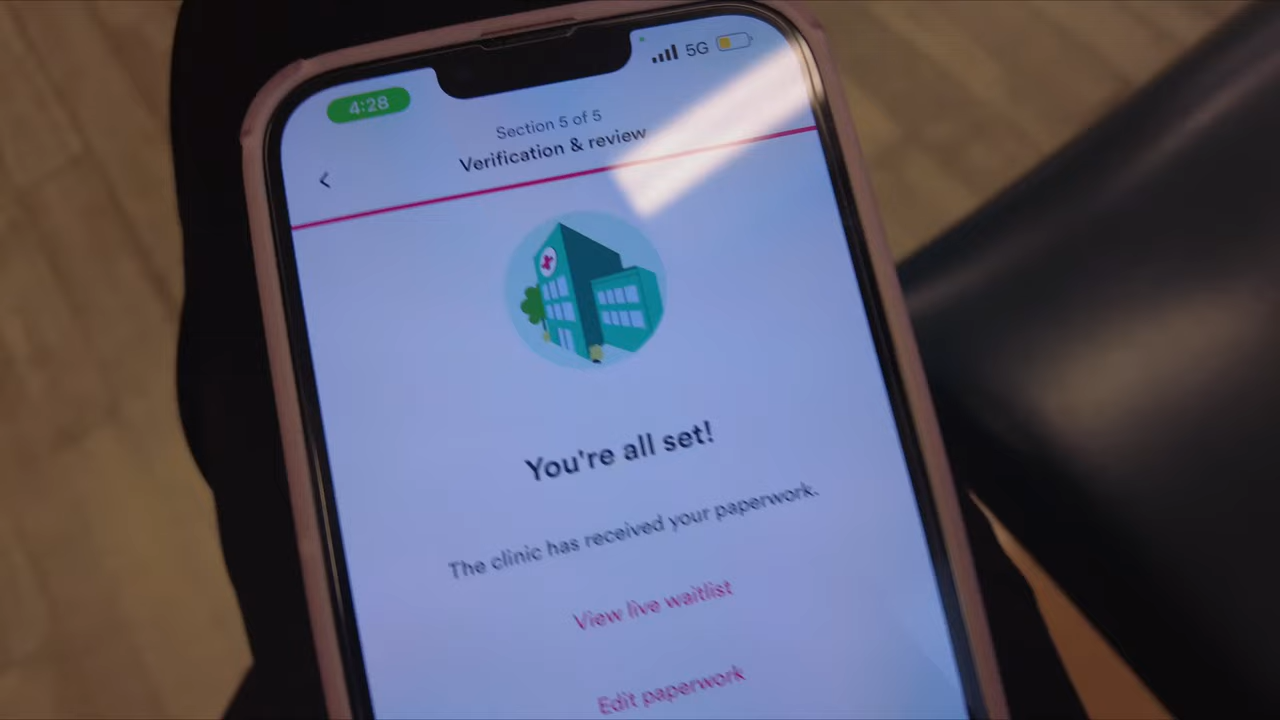 4:28
5G
Section 5 of 5
Verification & review
You're all set!
The clinic has received your paperwork.
View live waitlist
Edit paperwork